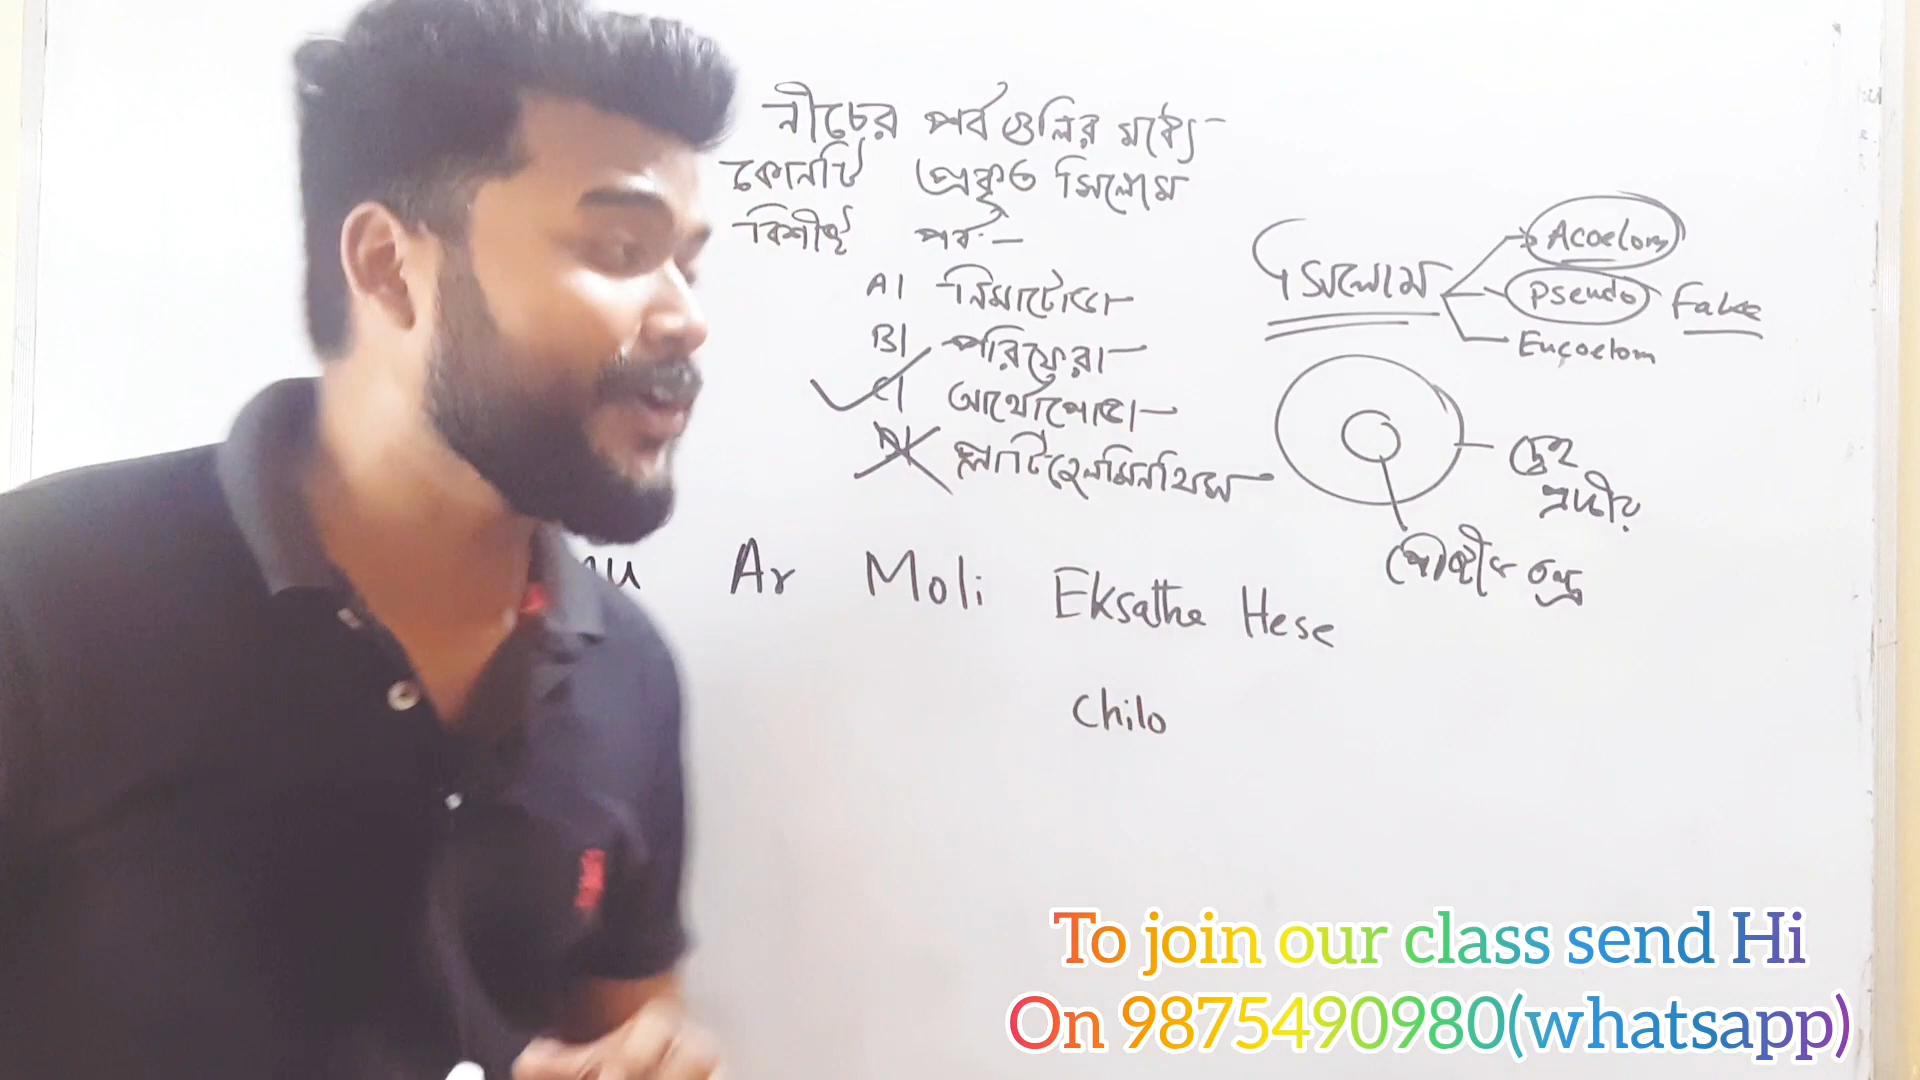 নীচের পর্ব গুলির মধ্যে
কোনটি প্রকৃত সিলোম
বিশীষ্ট পর্ব:-
A) নিমাটোডা
B) পরিফেরা
C) আর্থোপোডা
D) প্ল্যাটিহেলমিনথিস
সিলোম
Acoelom
Pseudo False
Eucoelom
দেহ
প্রাচীর
পৌষ্টিক তন্ত্র
Ar Moli Eksathe Hese
Chilo
To join our class send Hi
On 9875490980(whatsapp)